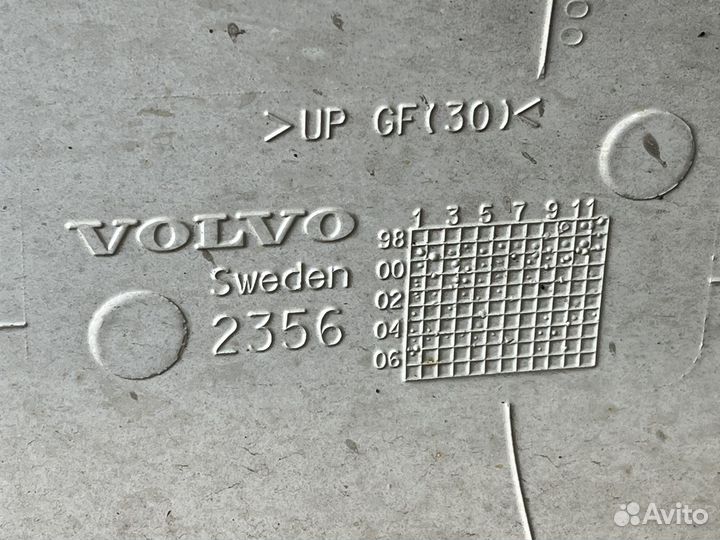 >UP GF(30)<
VOLVO
Sweden
2356
1 3 5 7 9 11
98
00
02
04
06
Avito